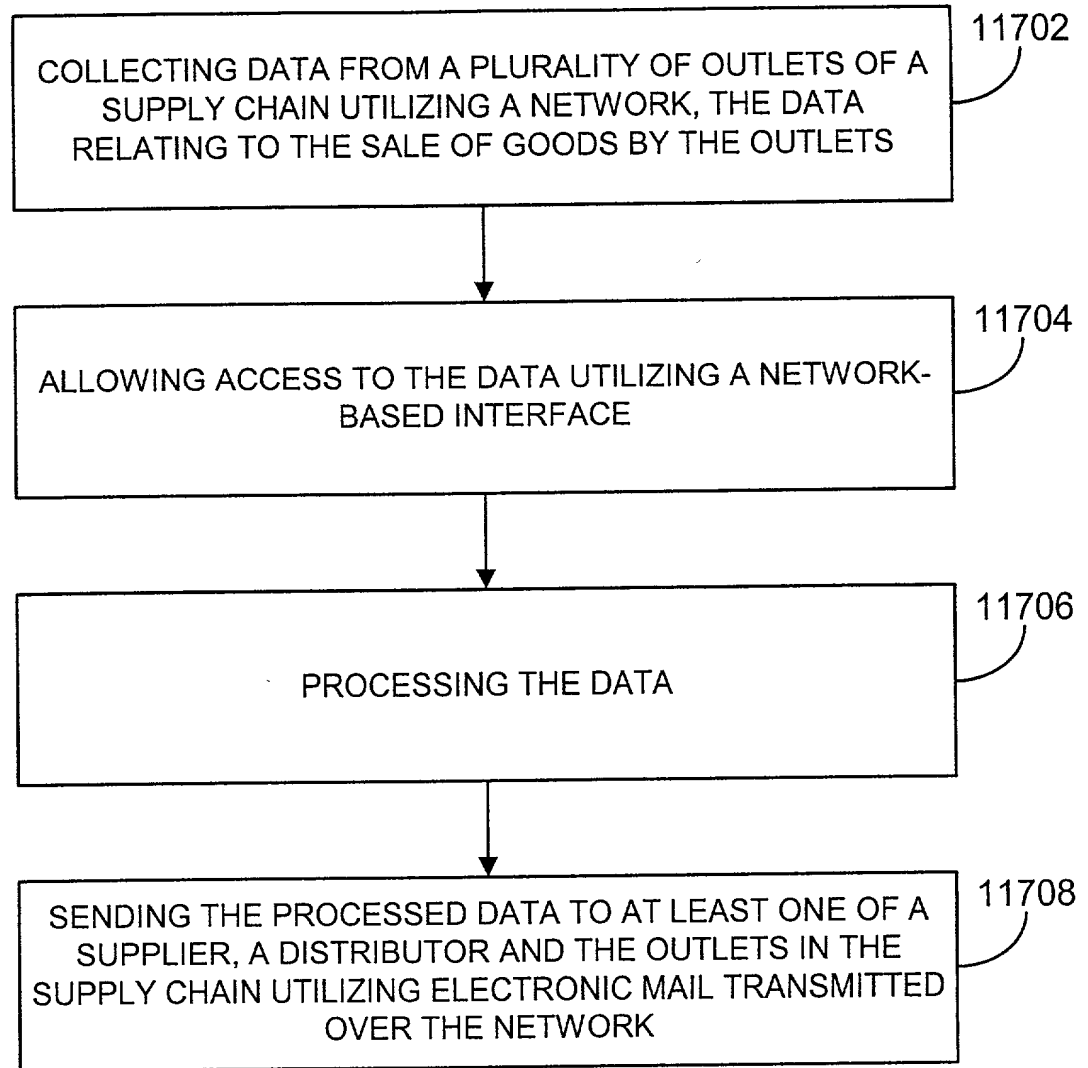 11702
COLLECTING DATA FROM A PLURALITY OF OUTLETS OF A
SUPPLY CHAIN UTILIZING A NETWORK, THE DATA
RELATING TO THE SALE OF GOODS BY THE OUTLETS
11704
ALLOWING ACCESS TO THE DATA UTILIZING A NETWORK-
BASED INTERFACE
11706
PROCESSING THE DATA
11708
SENDING THE PROCESSED DATA TO AT LEAST ONE OF A
SUPPLIER, A DISTRIBUTOR AND THE OUTLETS IN THE
SUPPLY CHAIN UTILIZING ELECTRONIC MAIL TRANSMITTED
OVER THE NETWORK